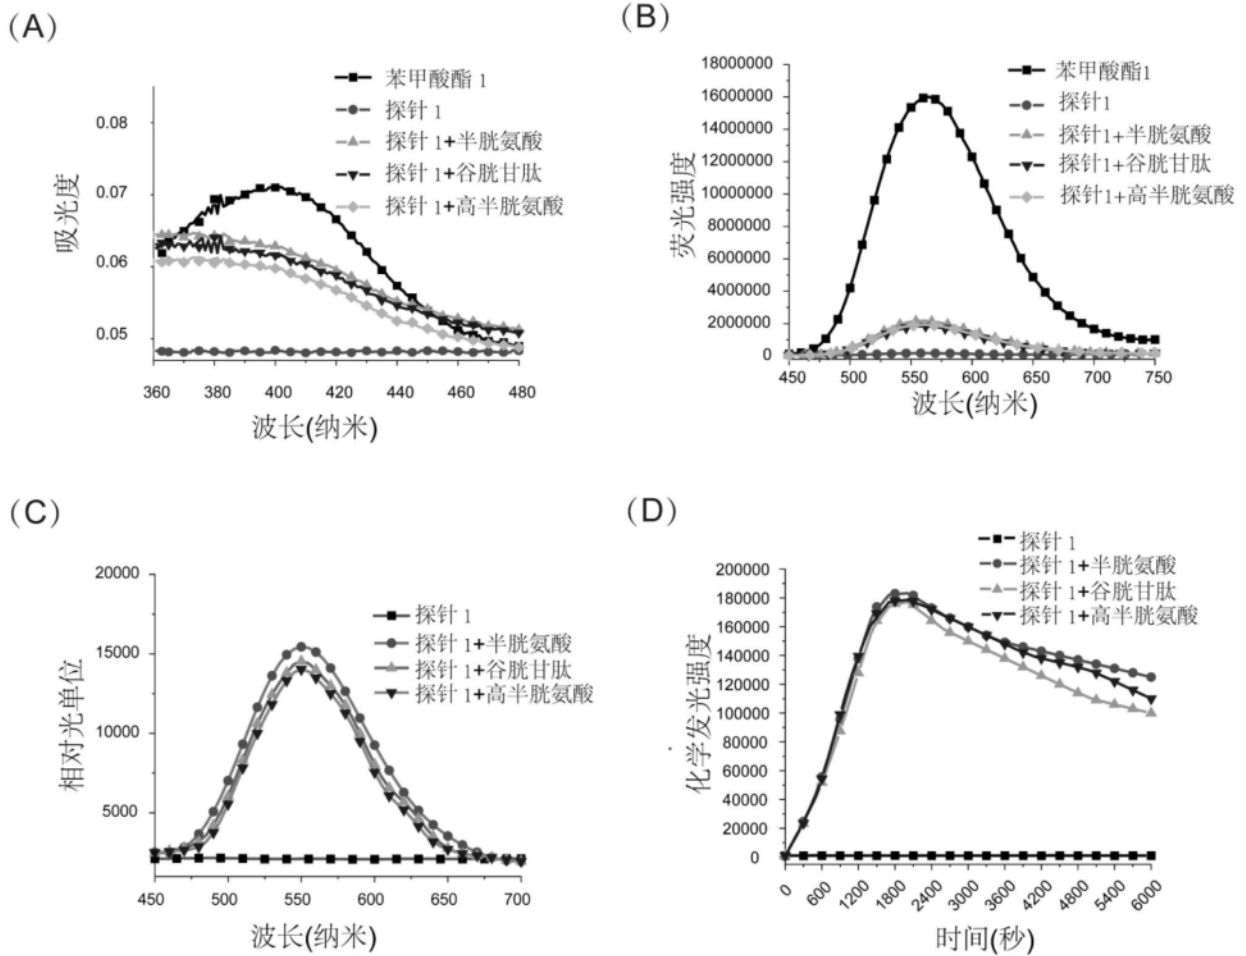 (A)
苯甲酸酯 1
探针 1
探针 1+半胱氨酸
探针 1+谷胱甘肽
探针 1+高半胱氨酸
0.08
0.07
0.06
0.05
吸光度
360 380 400 420 440 460 480
波长(纳米)
(B)
苯甲酸酯1
探针1
探针1+半胱氨酸
探针1+谷胱甘肽
探针1+高半胱氨酸
18000000
16000000
14000000
12000000
10000000
8000000
6000000
4000000
2000000
0
荧光强度
450 500 550 600 650 700 750
波长(纳米)
(C)
探针 1
探针 1+半胱氨酸
探针 1+谷胱甘肽
探针 1+高半胱氨酸
20000
15000
10000
5000
相对光单位
450 500 550 600 650 700
波长(纳米)
(D)
探针 1
探针 1+半胱氨酸
探针 1+谷胱甘肽
探针 1+高半胱氨酸
200000
180000
160000
140000
120000
100000
80000
60000
40000
20000
0
化学发光强度
0 600 1200 1800 2400 3000 3600 4200 4800 5400 6000
时间(秒)